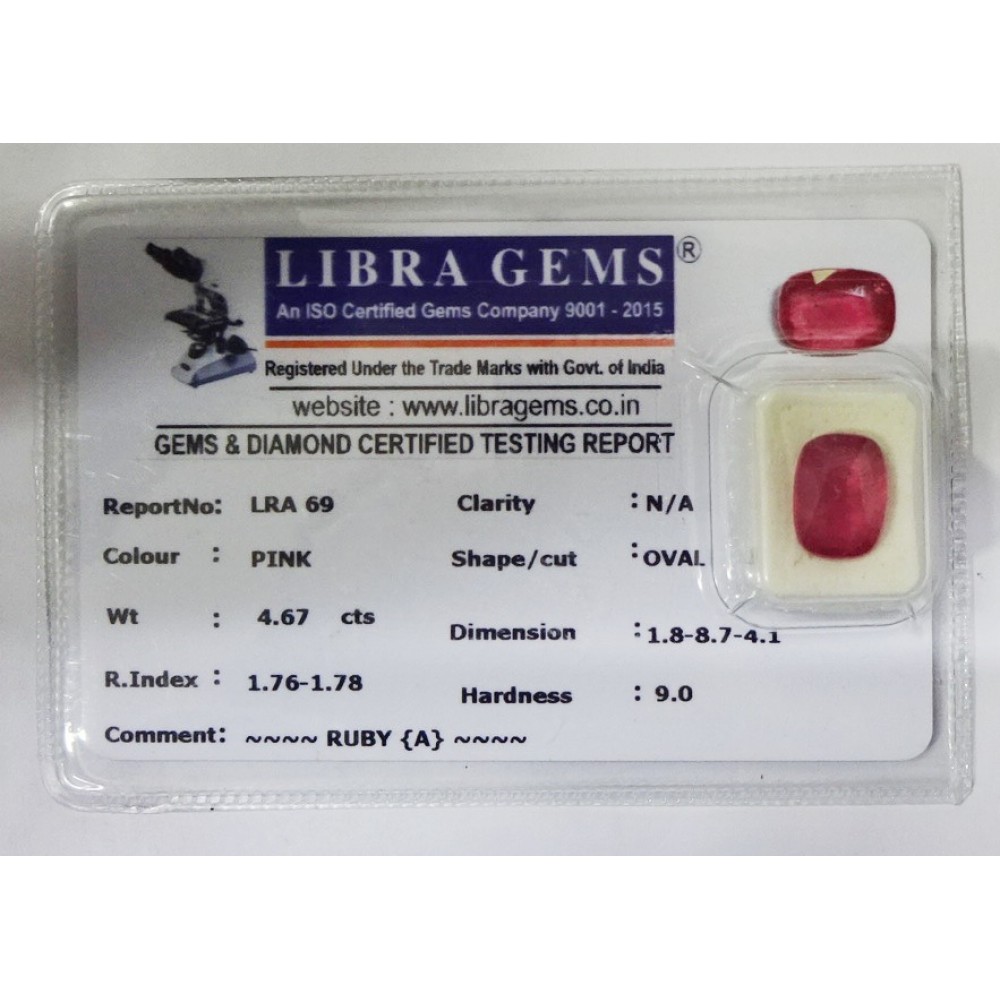 LIBRA GEMS ®
An ISO Certified Gems Company 9001 - 2015
Registered Under the Trade Marks with Govt. of India
website : www.libragems.co.in
GEMS & DIAMOND CERTIFIED TESTING REPORT
ReportNo: LRA 69 Clarity : N/A
Colour : PINK Shape/cut : OVAL
Wt : 4.67 cts Dimension : 1.8-8.7-4.1
R.Index : 1.76-1.78 Hardness : 9.0
Comment: ~~~~ RUBY {A} ~~~~